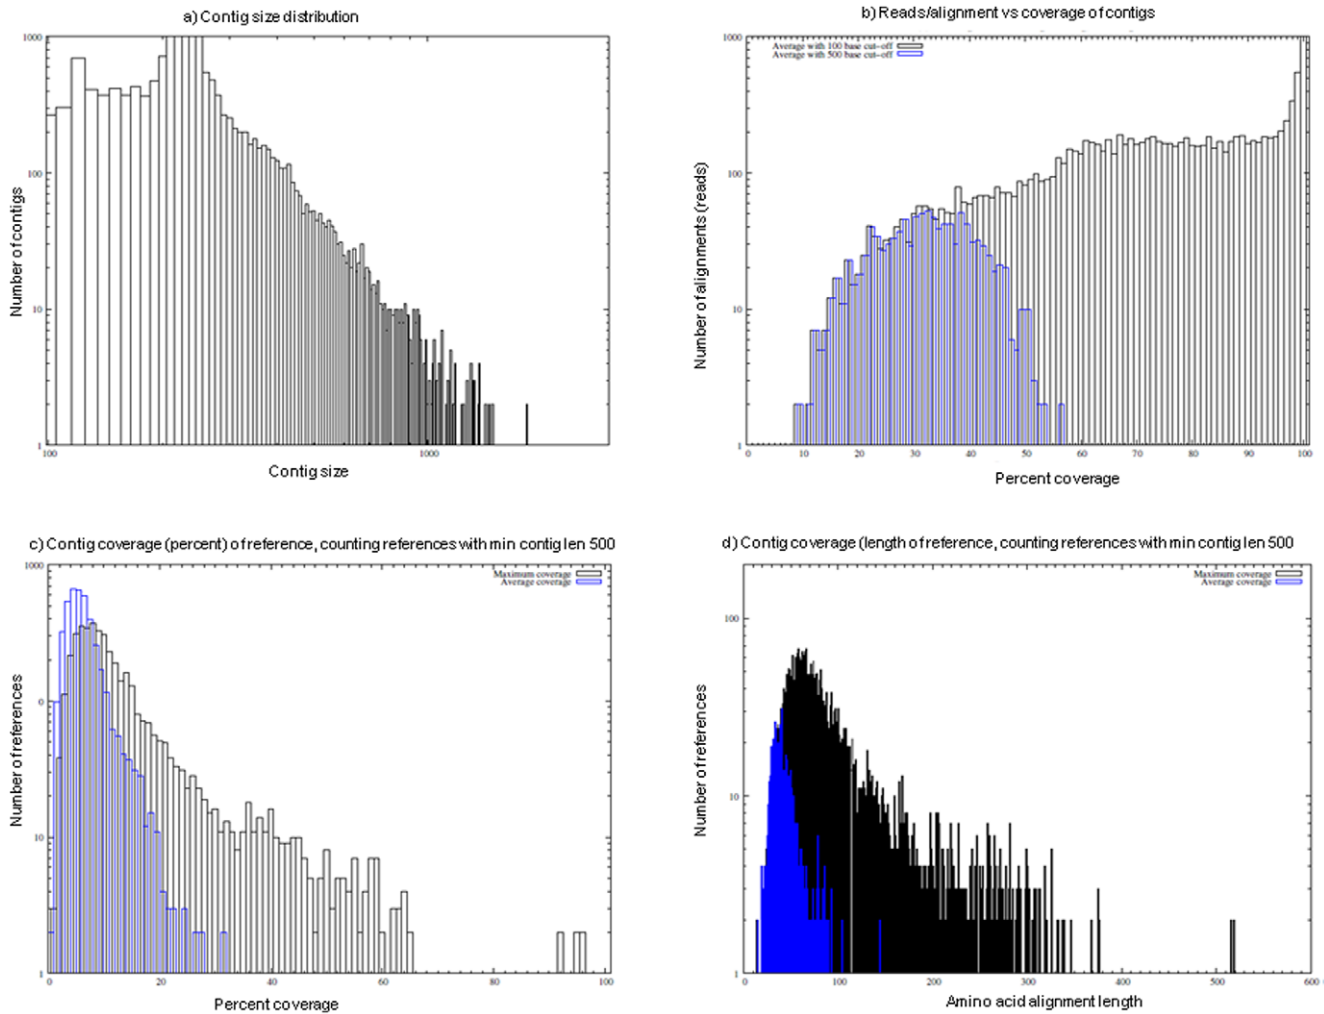 a) Contig size distribution
1000
100
10
1
Number of contigs
100
1000
Contig size
b) Reads/alignment vs coverage of contigs
Average with 100 base cut-off
Average with 500 base cut-off
1000
100
10
1
Number of alignments (reads)
0 10 20 30 40 50 60 70 80 90 100
Percent coverage
c) Contig coverage (percent) of reference, counting references with min contig len 500
Maximum coverage
Average coverage
1000
0
10
1
Number of references
0 20 40 60 80 100
Percent coverage
d) Contig coverage (length of reference, counting references with min contig len 500
Maximum coverage
Average coverage
100
10
1
Number of references
0 100 200 300 400 500 600
Amino acid alignment length